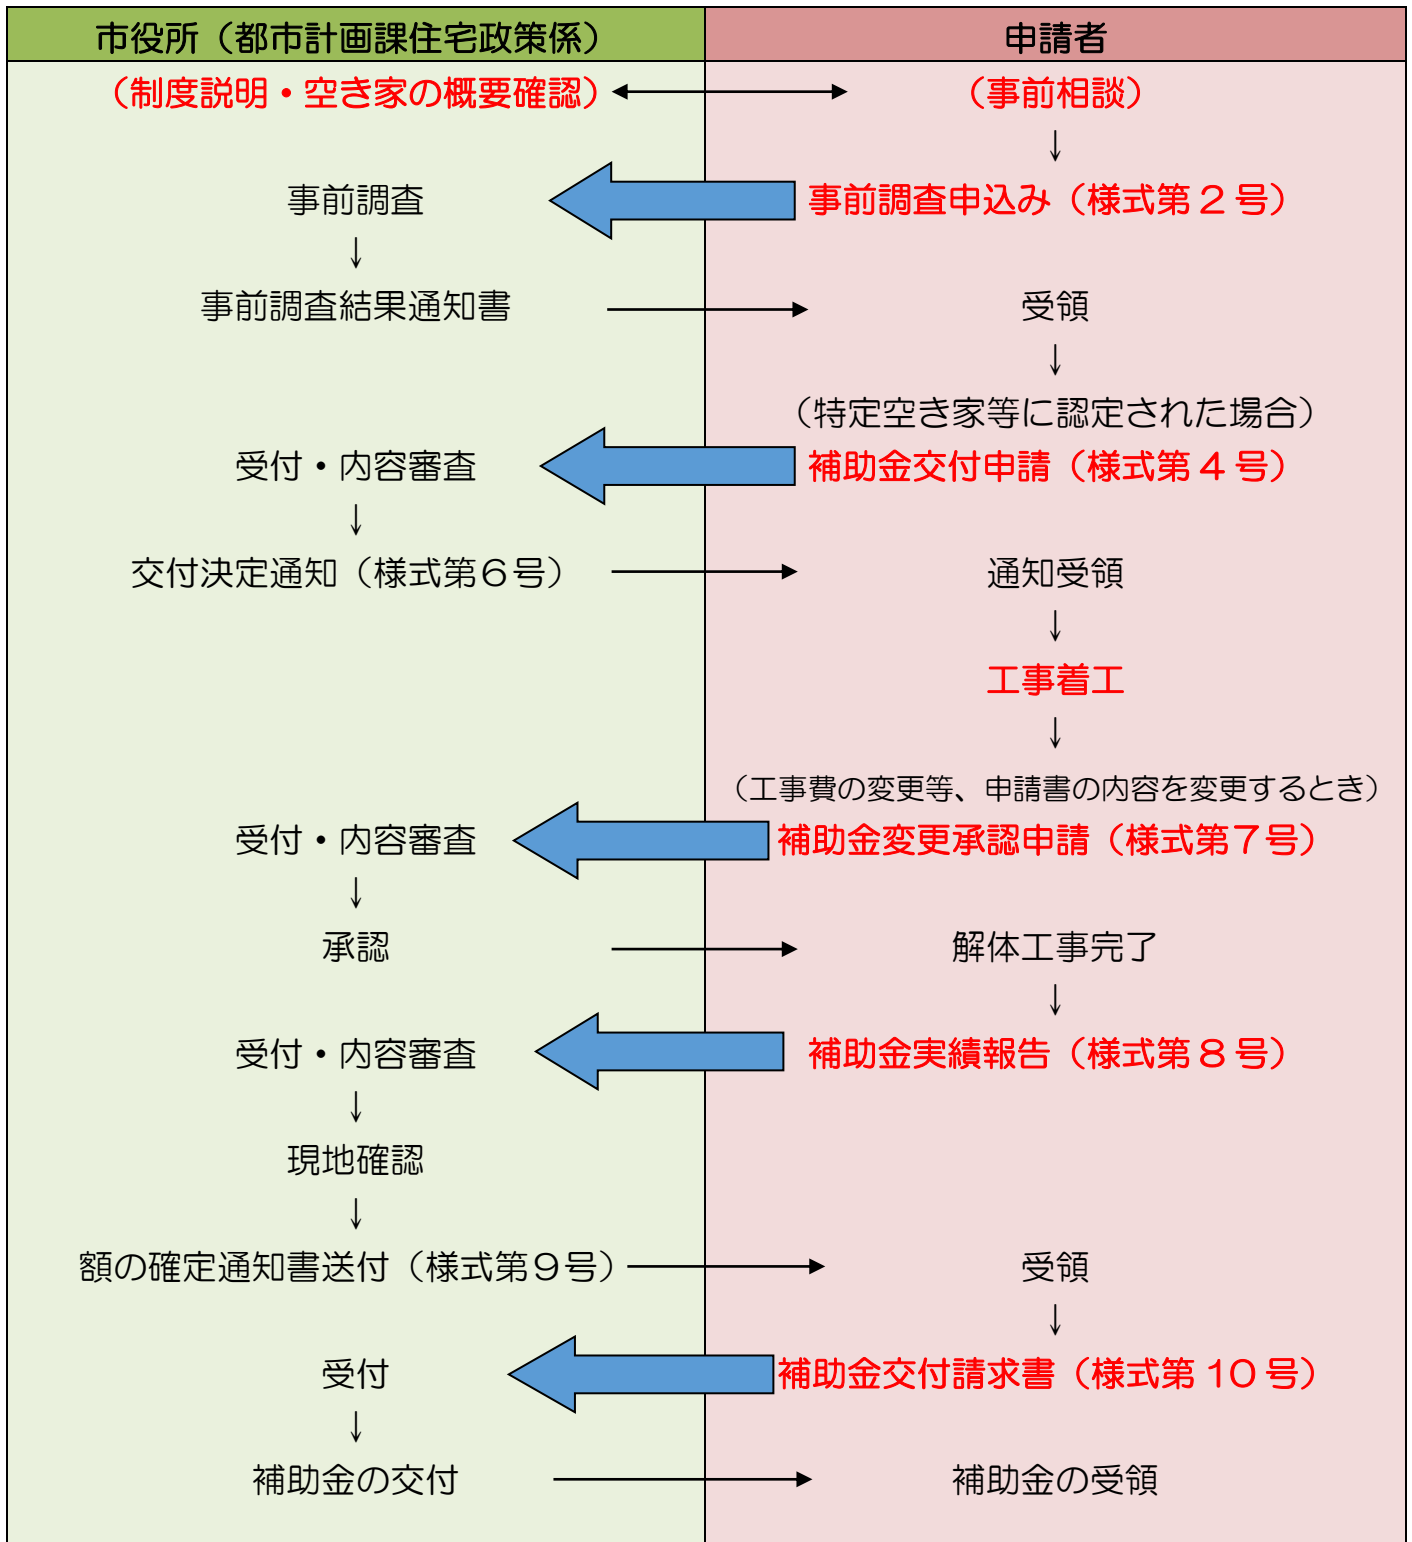 市役所（都市計画課住宅政策係） 申請者
（制度説明・空き家の概要確認） （事前相談）
↓
事前調査 事前調査申込み（様式第２号）
↓
事前調査結果通知書 受領
↓
（特定空き家等に認定された場合）
受付・内容審査 補助金交付申請（様式第４号）
↓
交付決定通知（様式第６号） 通知受領
↓
工事着工
↓
（工事費の変更等、申請書の内容を変更するとき）
受付・内容審査 補助金変更承認申請（様式第７号）
↓
承認 解体工事完了
↓
受付・内容審査 補助金実績報告（様式第８号）
↓
現地確認
↓
額の確定通知書送付（様式第９号） 受領
↓
受付 補助金交付請求書（様式第 10 号）
↓
補助金の交付 補助金の受領